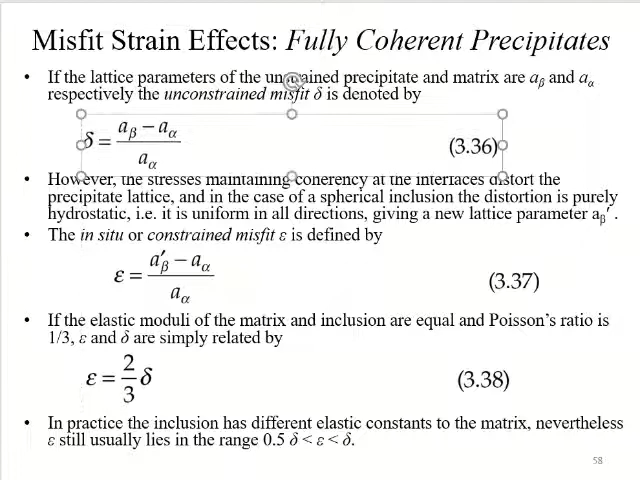 Misfit Strain Effects: Fully Coherent Precipitates
• If the lattice parameters of the unstrained precipitate and matrix are aβ and aα
respectively the unconstrained misfit δ is denoted by
δ = (aβ − aα) / aα (3.36)
• However, the stresses maintaining coherency at the interfaces distort the
precipitate lattice, and in the case of a spherical inclusion the distortion is purely
hydrostatic, i.e. it is uniform in all directions, giving a new lattice parameter aβ′ .
• The in situ or constrained misfit ε is defined by
ε = (a′β − aα) / aα (3.37)
• If the elastic moduli of the matrix and inclusion are equal and Poisson's ratio is
1/3, ε and δ are simply related by
ε = 2/3 δ (3.38)
• In practice the inclusion has different elastic constants to the matrix, nevertheless
ε still usually lies in the range 0.5 δ < ε < δ.
58